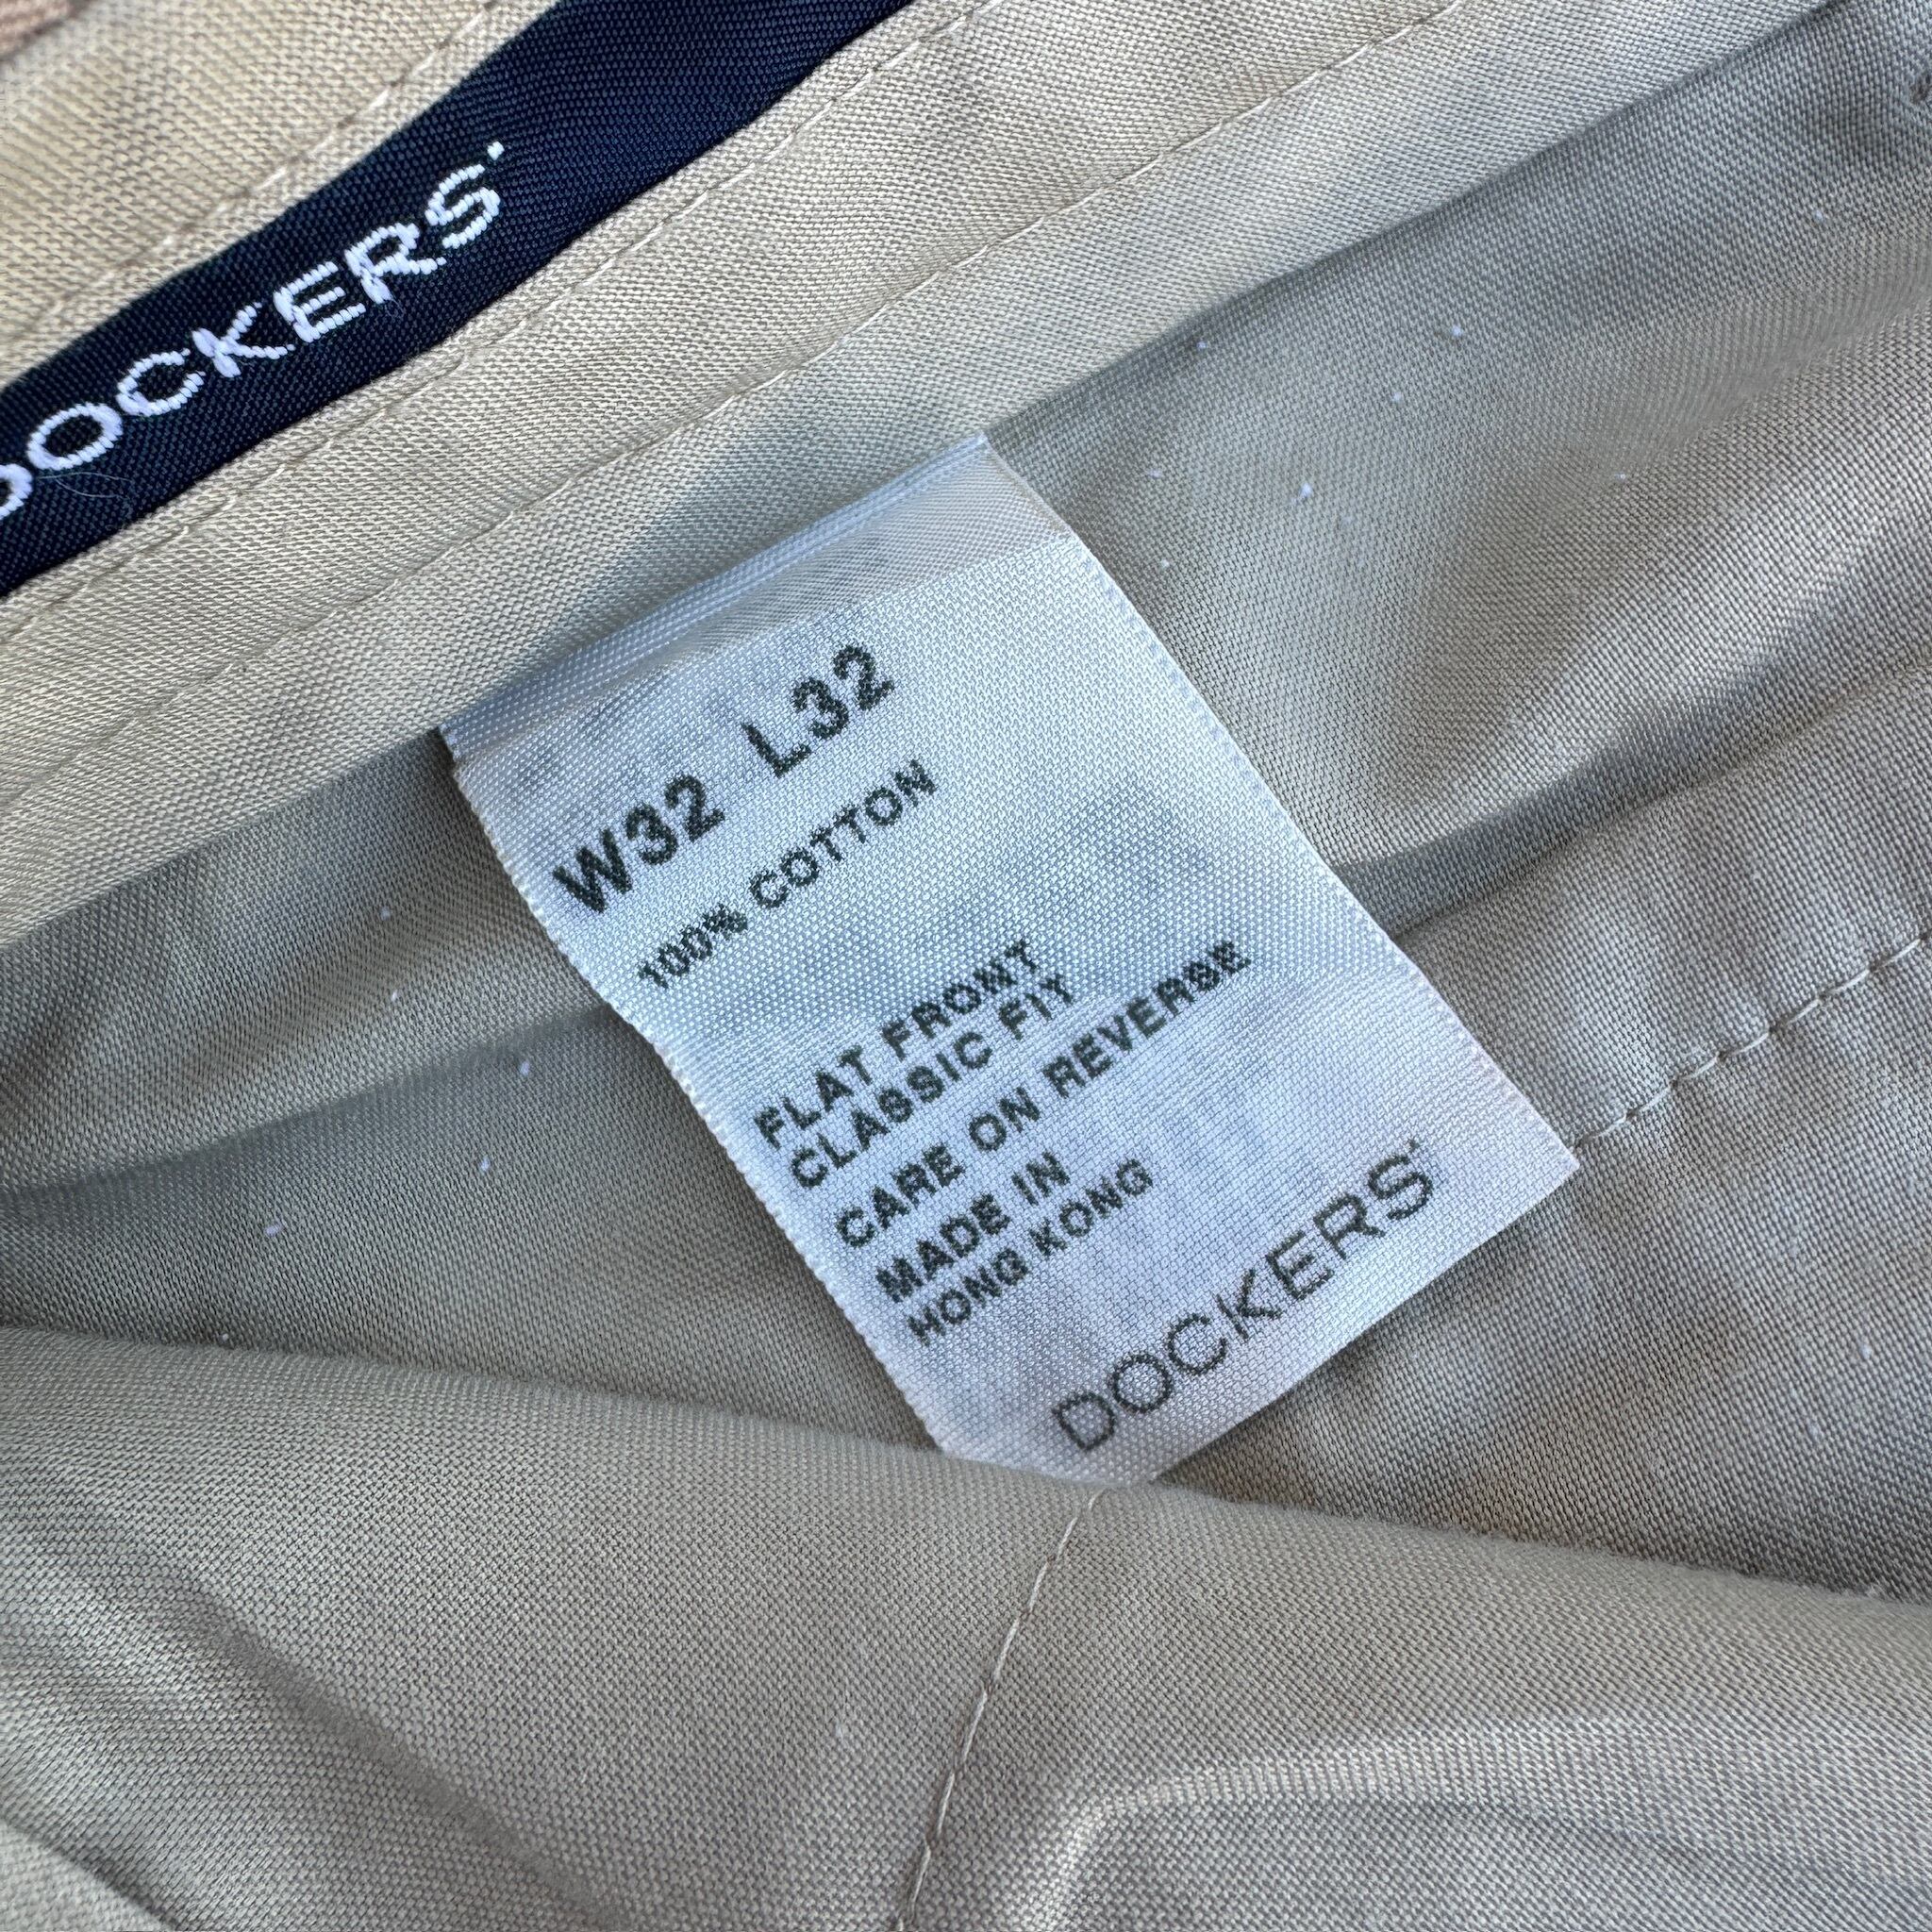 DOCKERS
W32 L32
100% COTTON
FLAT FRONT
CLASSIC FIT
CARE ON REVERSE
MADE IN
HONG KONG
DOCKERS